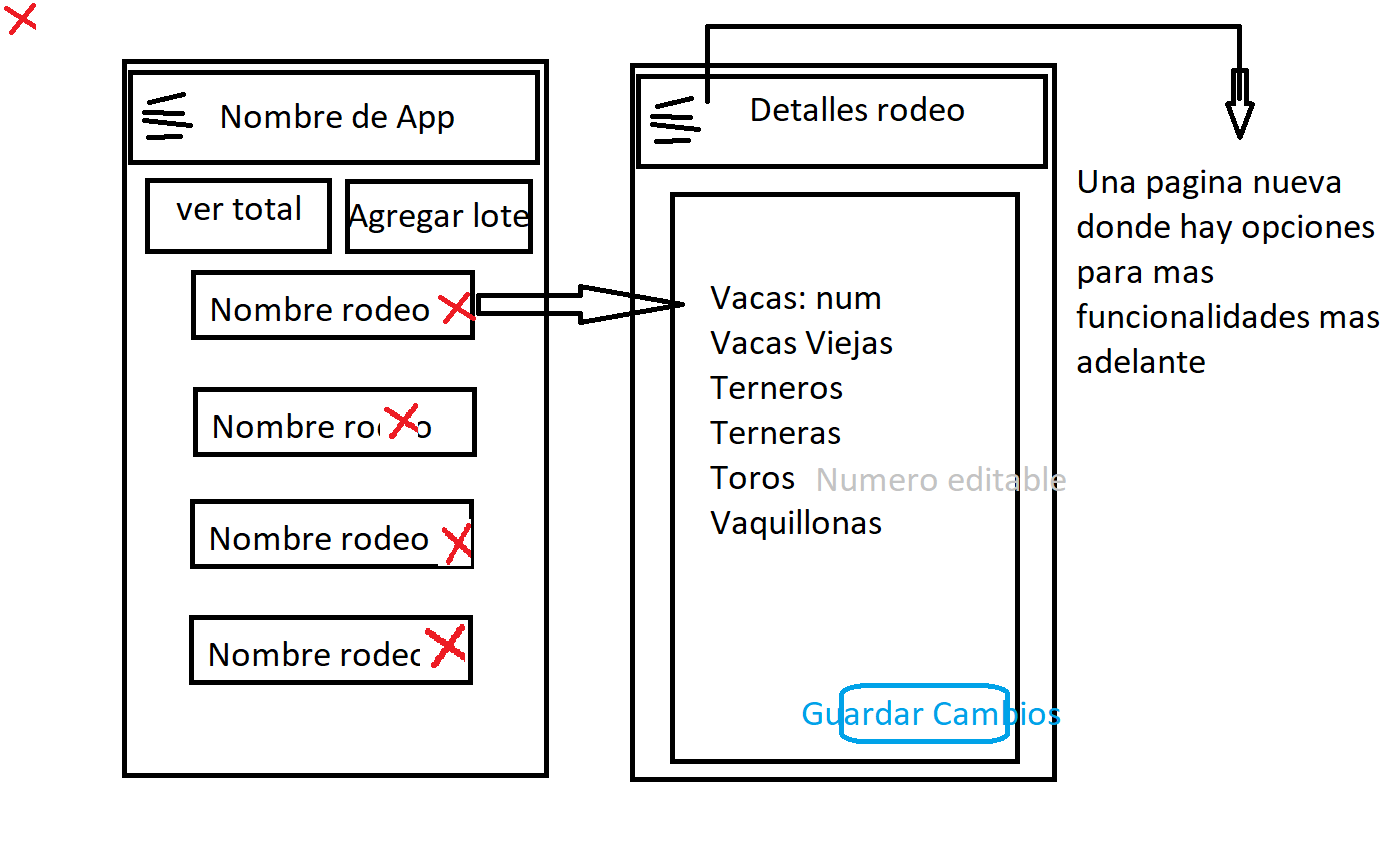 Nombre de App
ver total
Agregar lote
Nombre rodeo
Nombre rodeo
Nombre rodeo
Nombre rodeo
Detalles rodeo
Vacas: num
Vacas Viejas
Terneros
Terneras
Toros Numero editable
Vaquillonas
Guardar Cambios
Una pagina nueva
donde hay opciones
para mas
funcionalidades mas
adelante